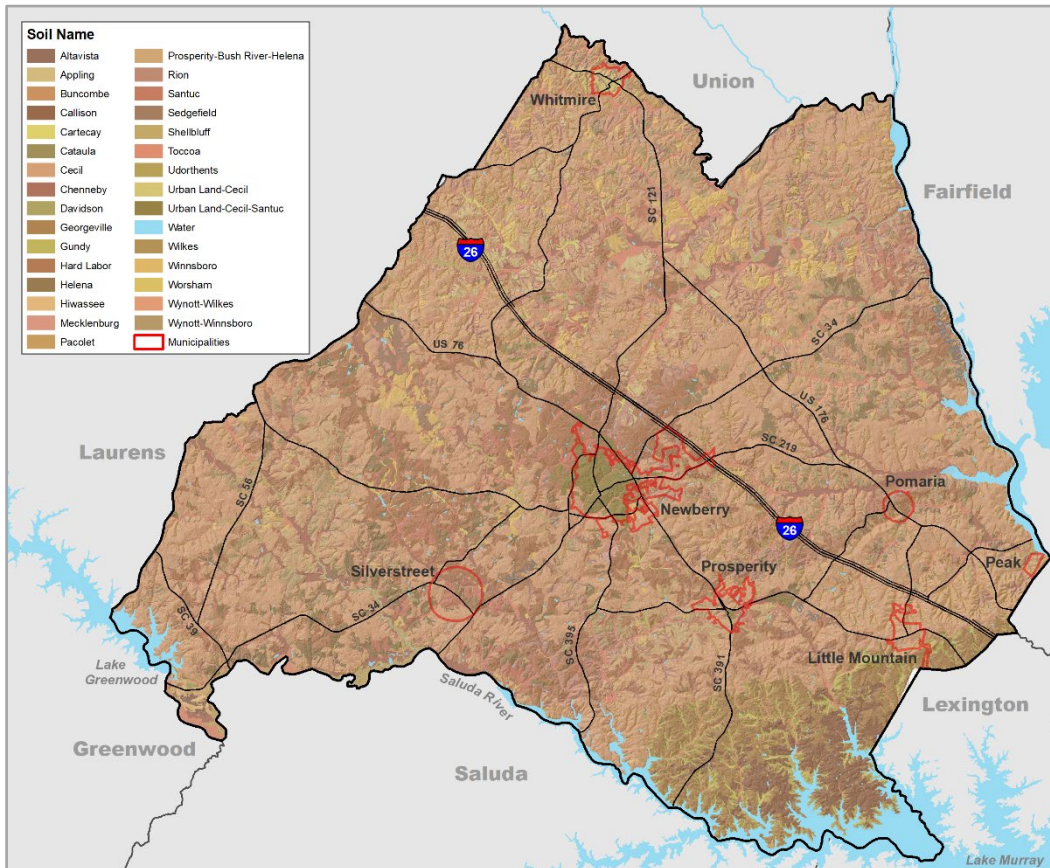 Soil Name
Altavista
Appling
Buncombe
Callison
Cartecay
Cataula
Cecil
Chenneby
Davidson
Georgeville
Gundy
Hard Labor
Helena
Hiwassee
Mecklenburg
Pacolet
Prosperity-Bush River-Helena
Rion
Santuc
Sedgefield
Shellbluff
Toccoa
Udorthents
Urban Land-Cecil
Urban Land-Cecil-Santuc
Water
Wilkes
Winnsboro
Worsham
Wynott-Wilkes
Wynott-Winnsboro
Municipalities
Union
Whitmire
SC 121
Fairfield
26
US 76
SC 34
US 176
Laurens
SC 56
SC 219
Pomaria
Newberry
26
Silverstreet
Prosperity
Peak
SC 34
SC 39
SC 395
SC 391
Little Mountain
Lake
Greenwood
Saluda River
Lexington
Greenwood
Saluda
Lake Murray